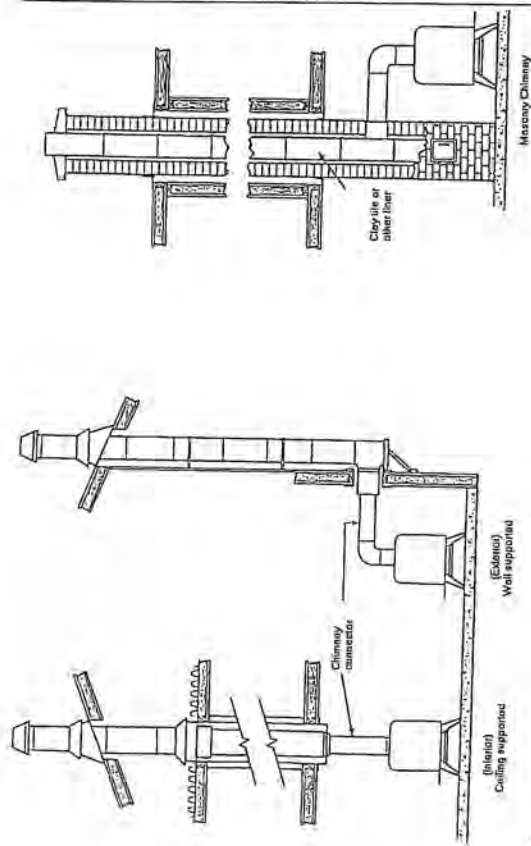 Clay tile or
other liner
Masonry Chimney
Chimney
connector
(Exterior)
Wall supported
(Interior)
Ceiling supported